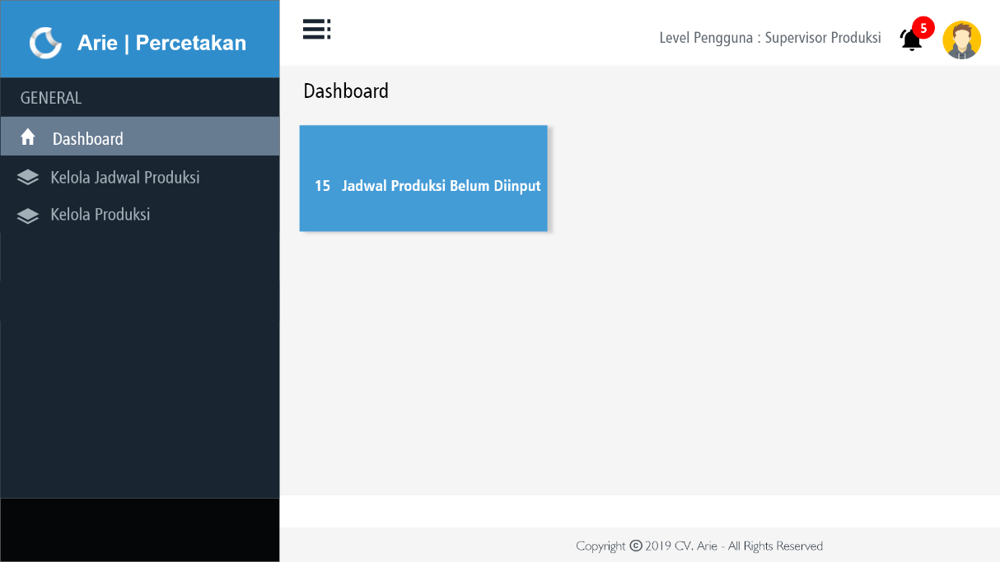 Arie | Percetakan
Level Pengguna : Supervisor Produksi
5
GENERAL
Dashboard
Kelola Jadwal Produksi
Kelola Produksi
Dashboard
15 Jadwal Produksi Belum Diinput
Copyright © 2019 CV. Arie - All Rights Reserved